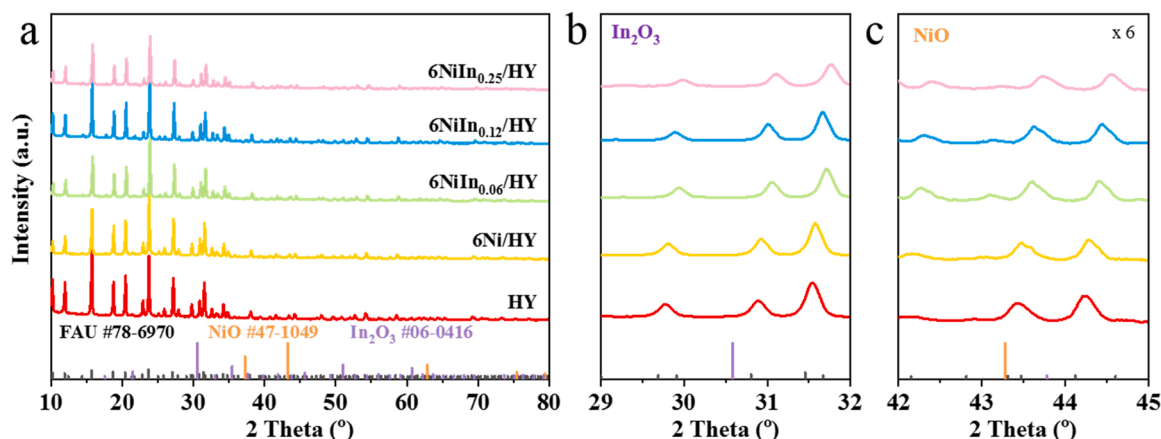 a
Intensity (a.u.)
6NiIn₀.₂₅/HY
6NiIn₀.₁₂/HY
6NiIn₀.₀₆/HY
6Ni/HY
HY
FAU #78-6970 NiO #47-1049 In₂O₃ #06-0416
10 20 30 40 50 60 70 80
2 Theta (º)
b
In₂O₃
29 30 31 32
2 Theta (º)
c
NiO x 6
42 43 44 45
2 Theta (º)